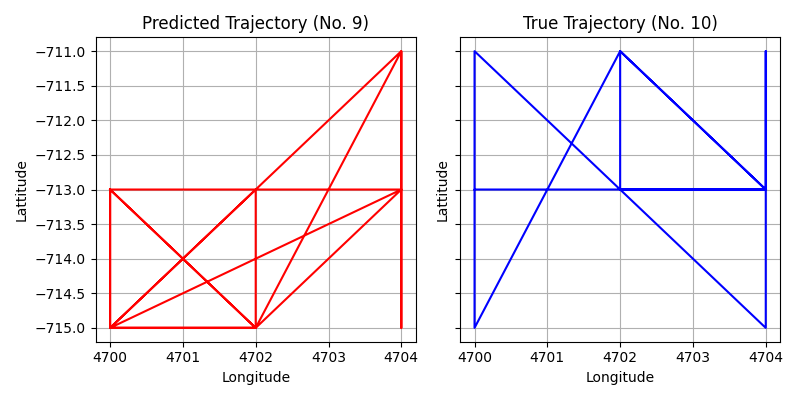 Predicted Trajectory (No. 9)
True Trajectory (No. 10)
−711.0
−711.5
−712.0
−712.5
−713.0
−713.5
−714.0
−714.5
−715.0
Lattitude
Lattitude
4700 4701 4702 4703 4704
4700 4701 4702 4703 4704
Longitude
Longitude